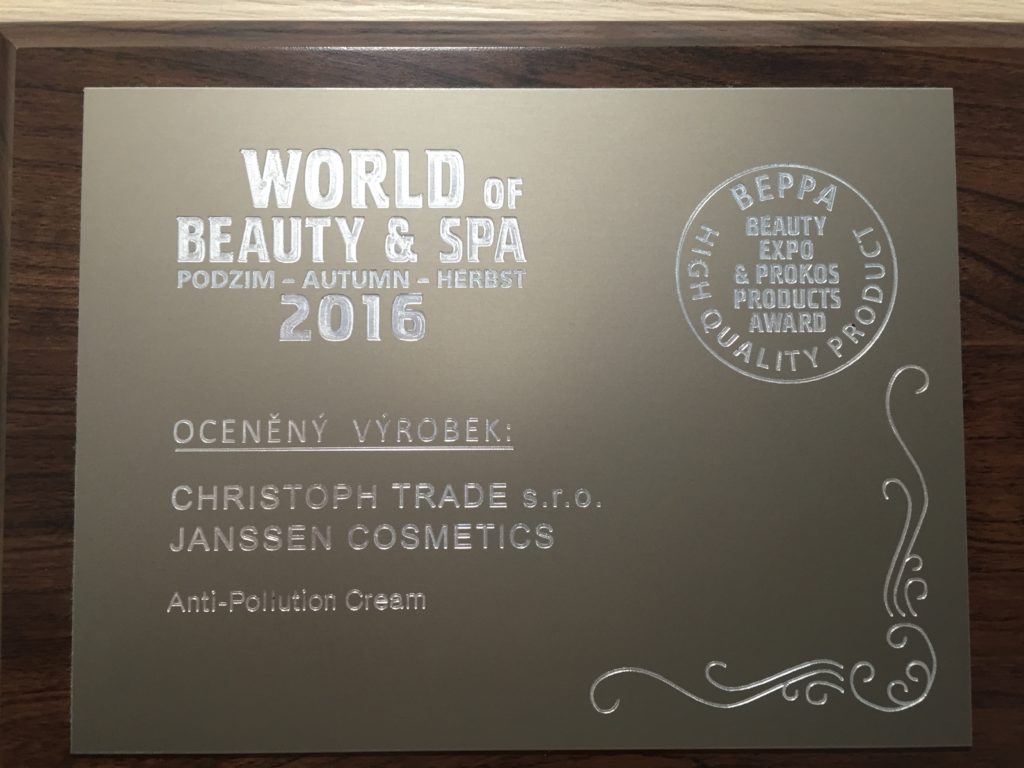 WORLD OF
BEAUTY & SPA
PODZIM – AUTUMN – HERBST
2016
BEPPA
BEAUTY
EXPO
& PROKOS
PRODUCTS
AWARD
HIGH QUALITY PRODUCT
OCENĚNÝ VÝROBEK:
CHRISTOPH TRADE s.r.o.
JANSSEN COSMETICS
Anti-Pollution Cream